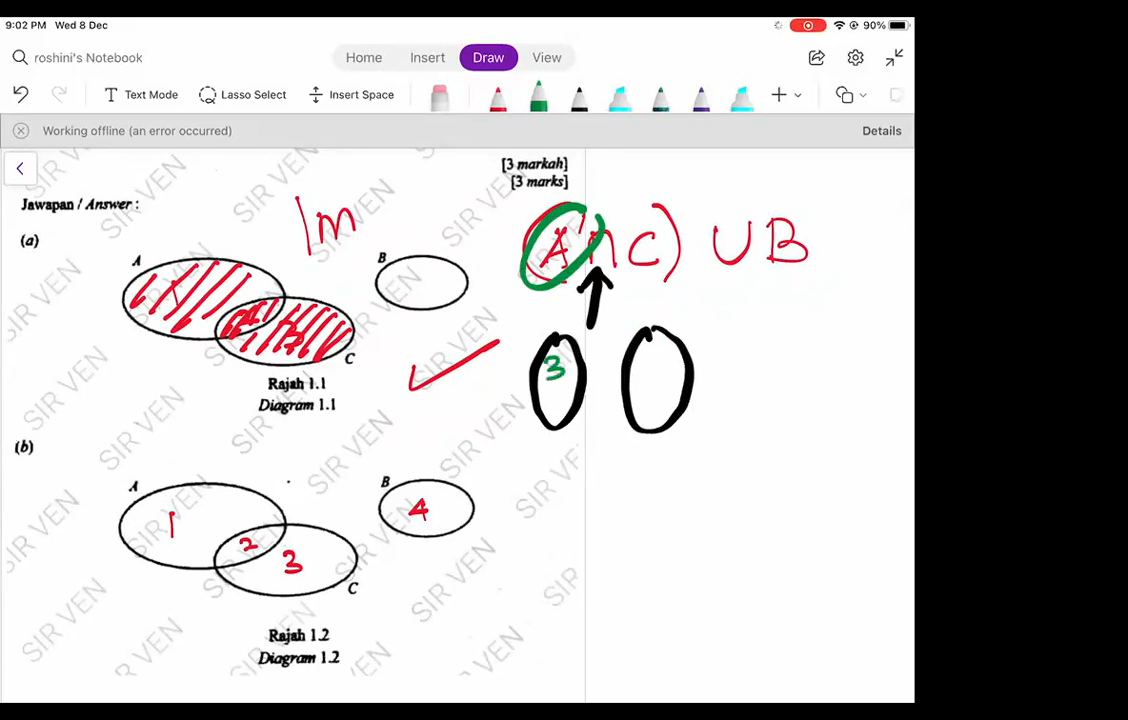 9:02 PM Wed 8 Dec
90%
roshini's Notebook
Home Insert Draw View
Text Mode Lasso Select Insert Space
Working offline (an error occurred) Details
[3 markah]
[3 marks]
Jawapan / Answer :
1m
(a)
(A'∩C) ∪ B
A
B
C
Rajah 1.1
Diagram 1.1
3
(b)
A
B
1
2
3
4
C
Rajah 1.2
Diagram 1.2
SIR VEN